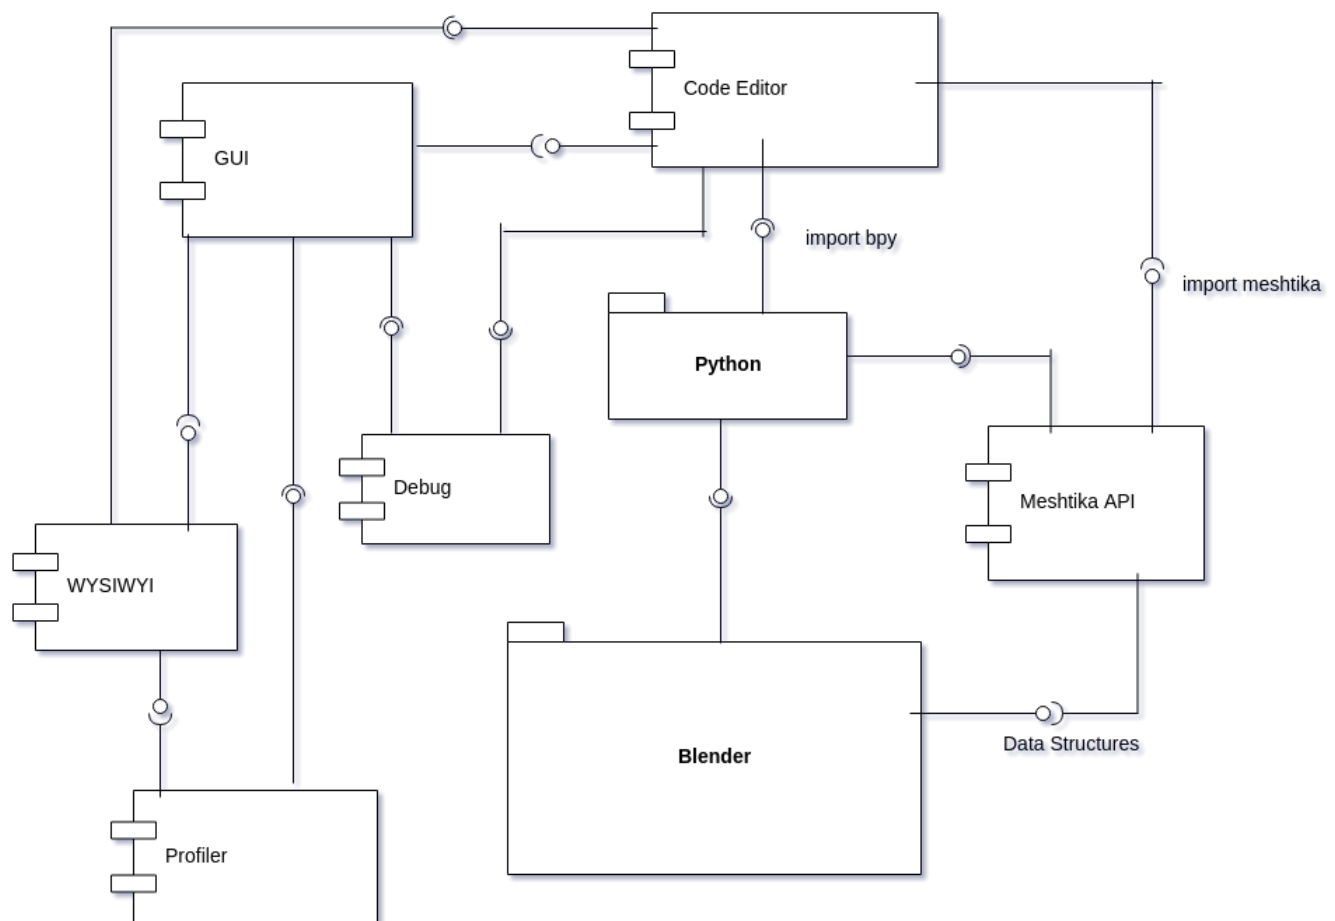 Code Editor
GUI
import bpy
import meshtika
Python
Debug
Meshtika API
WYSIWYI
Data Structures
Blender
Profiler